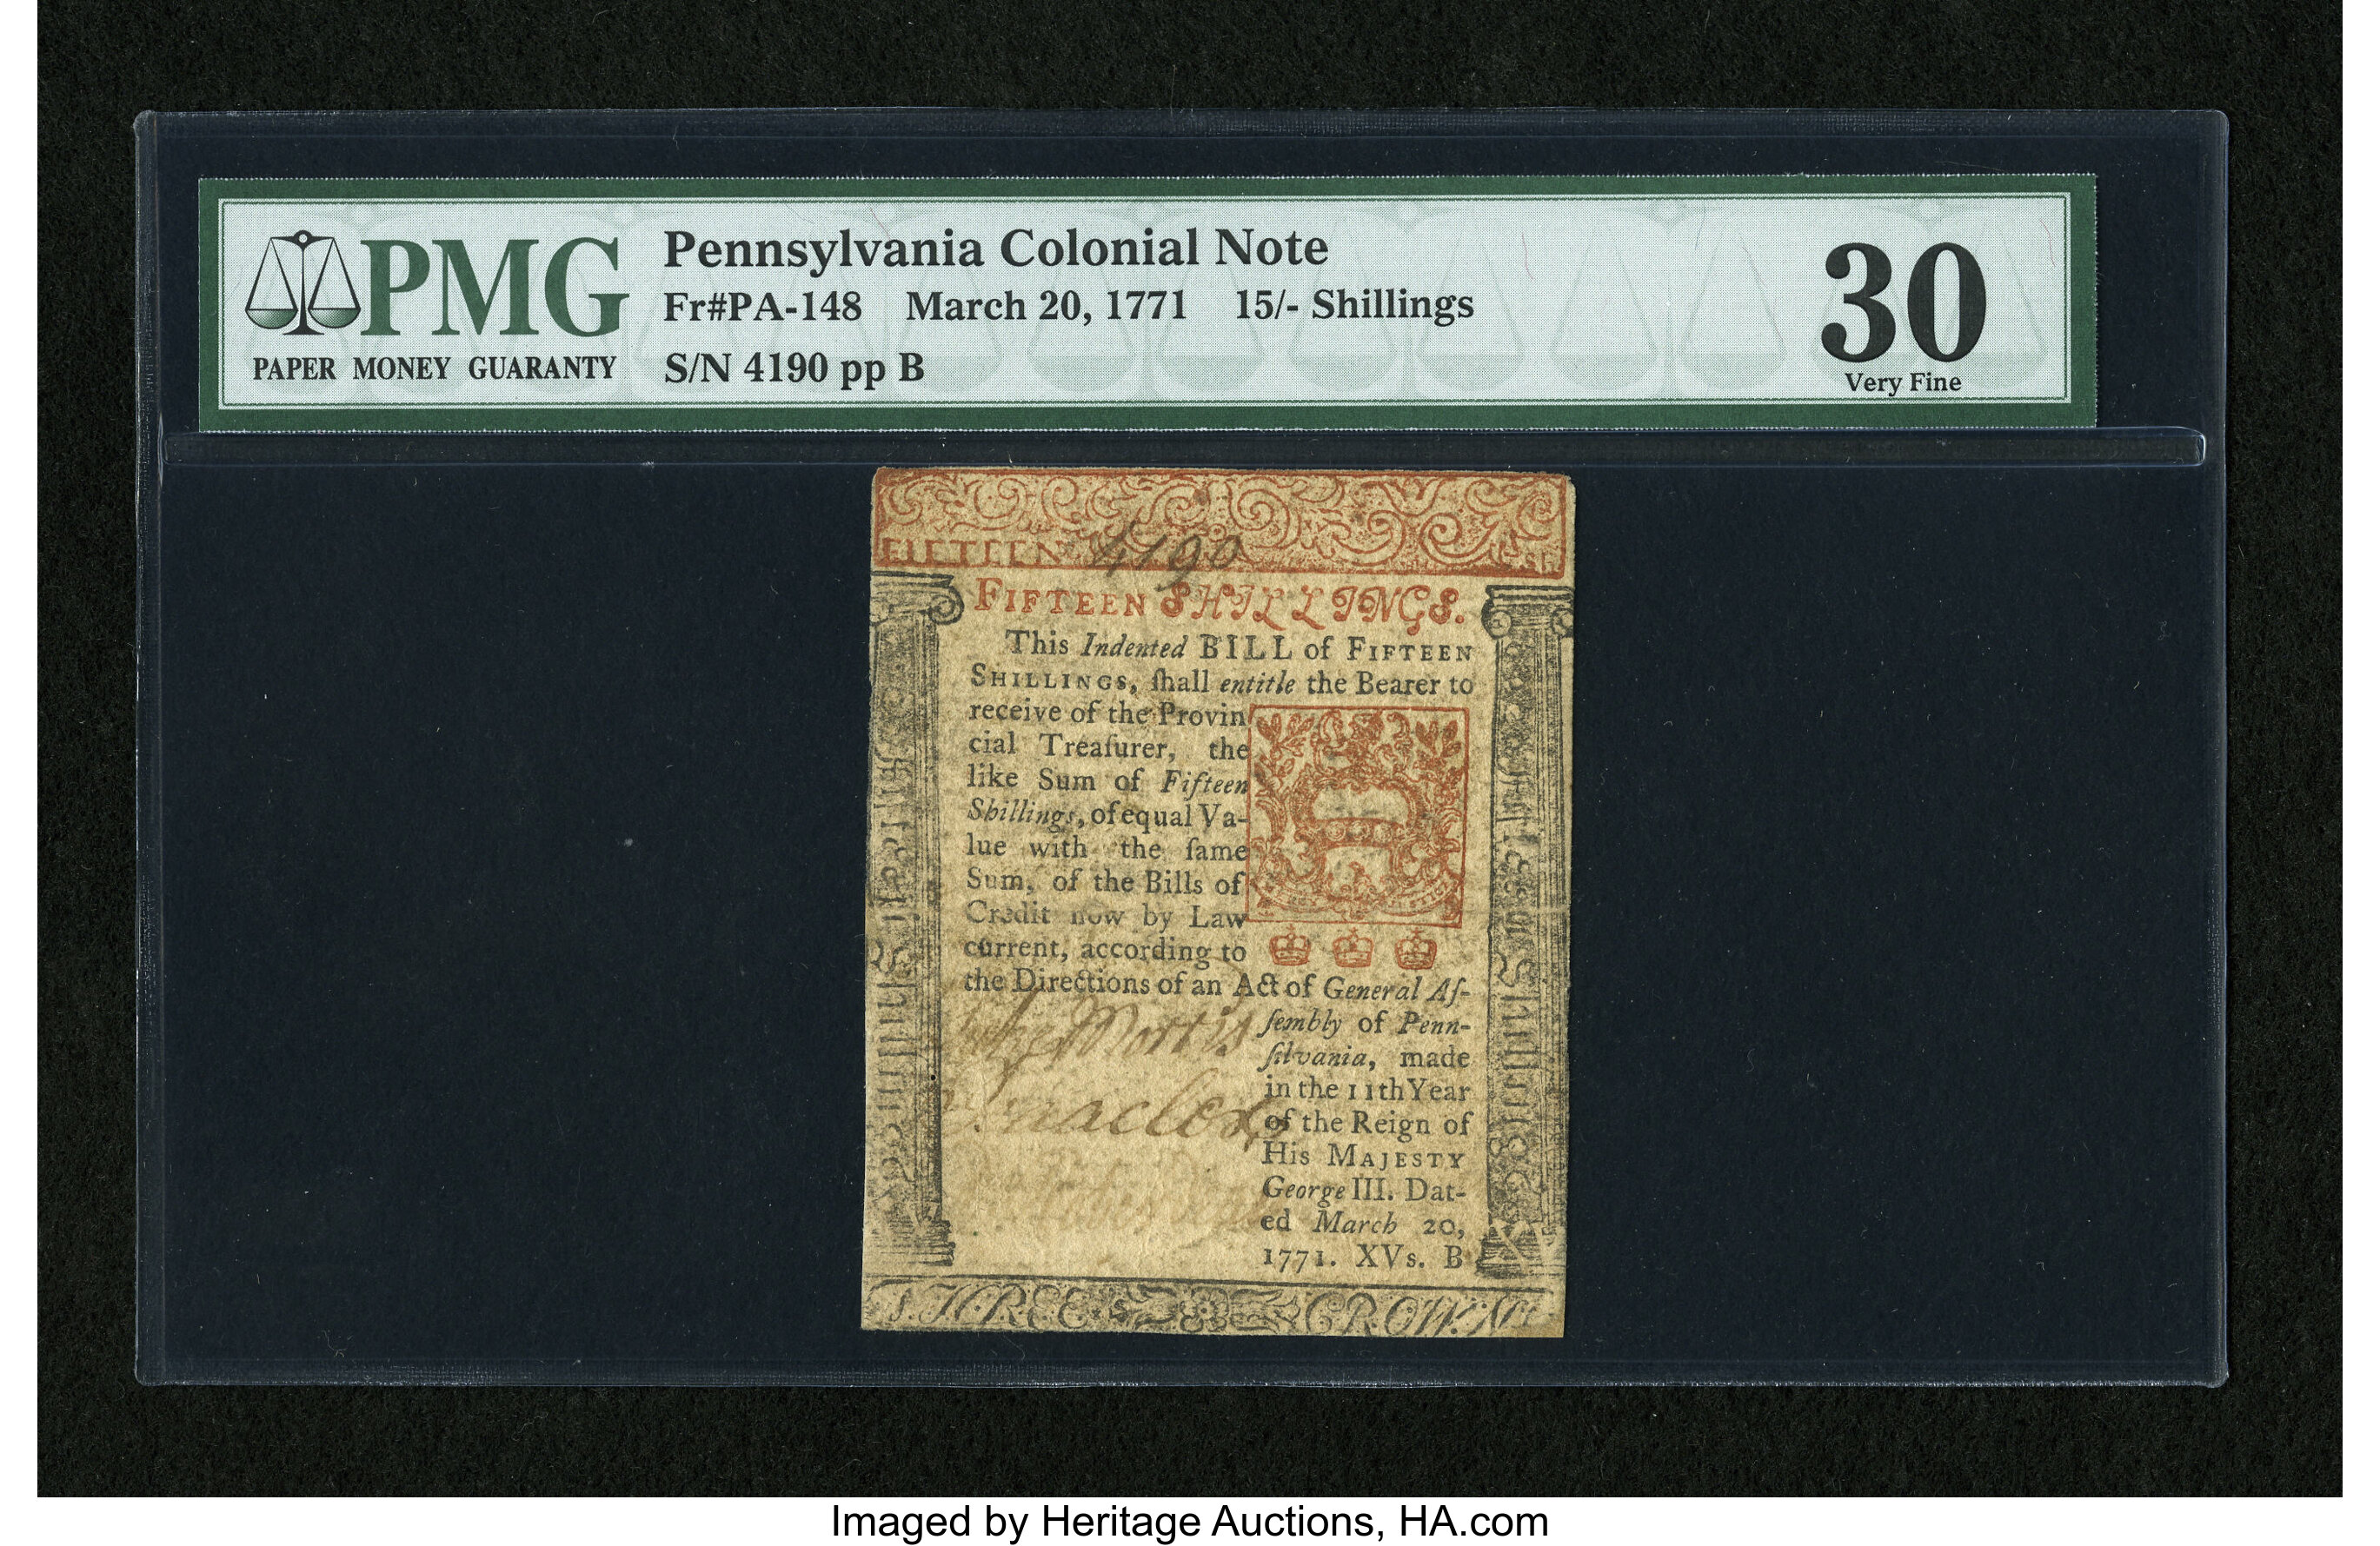 PMG
PAPER MONEY GUARANTY
Pennsylvania Colonial Note
Fr#PA-148 March 20, 1771 15/- Shillings
S/N 4190 pp B
30
Very Fine
FIFTEEN
4190
FIFTEEN SHILLINGS.
This Indented BILL of FIFTEEN
SHILLINGS, ſhall entitle the Bearer to
receive of the Provin
cial Treaſurer, the
like Sum of Fifteen
Shillings, of equal Va-
lue with the ſame
Sum, of the Bills of
Credit now by Law
current, according to
the Directions of an Act of General Aſ-
ſembly of Penn-
ſilvania, made
in the 11th Year
of the Reign of
His MAJESTY
George III. Dat-
ed March 20,
1771. XVs. B
Morris
THREE CROWNS
Imaged by Heritage Auctions, HA.com